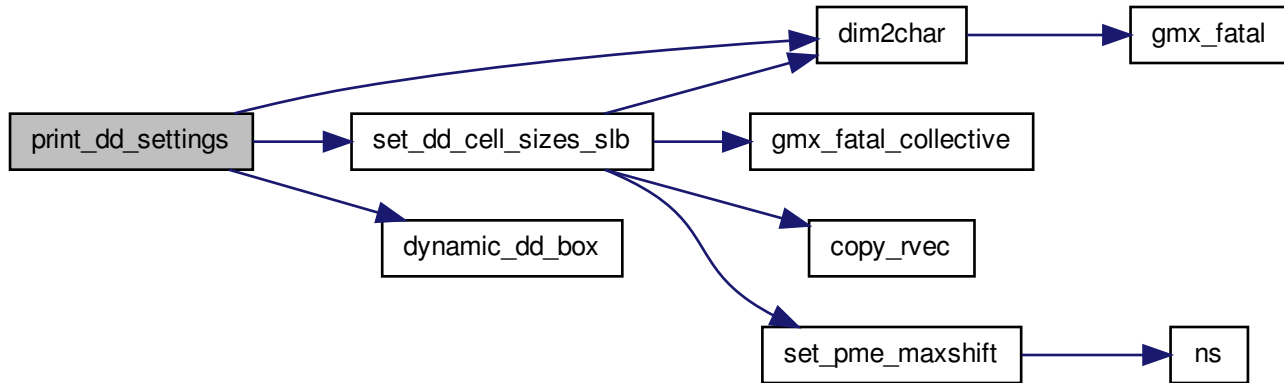 print_dd_settings
dim2char
gmx_fatal
set_dd_cell_sizes_slb
gmx_fatal_collective
dynamic_dd_box
copy_rvec
set_pme_maxshift
ns